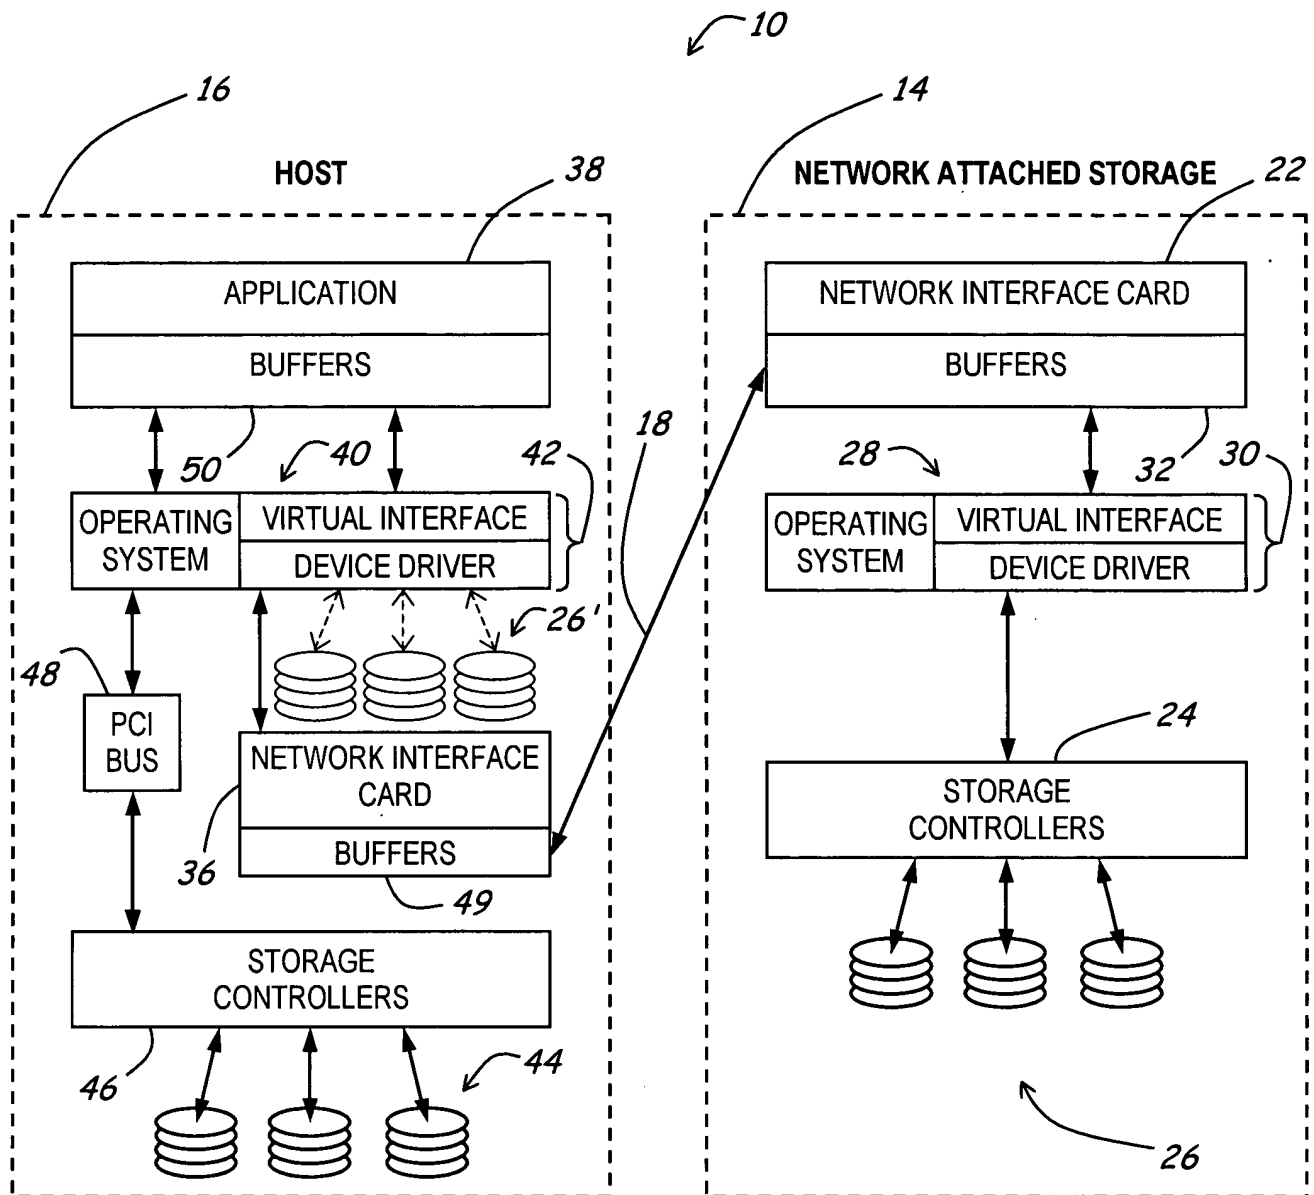 10
16
14
HOST
38
NETWORK ATTACHED STORAGE
22
APPLICATION
BUFFERS
NETWORK INTERFACE CARD
BUFFERS
18
50
40
42
28
32
30
OPERATING
SYSTEM
VIRTUAL INTERFACE
DEVICE DRIVER
OPERATING
SYSTEM
VIRTUAL INTERFACE
DEVICE DRIVER
26'
48
PCI
BUS
NETWORK INTERFACE
CARD
BUFFERS
36
49
24
STORAGE
CONTROLLERS
STORAGE
CONTROLLERS
46
44
26